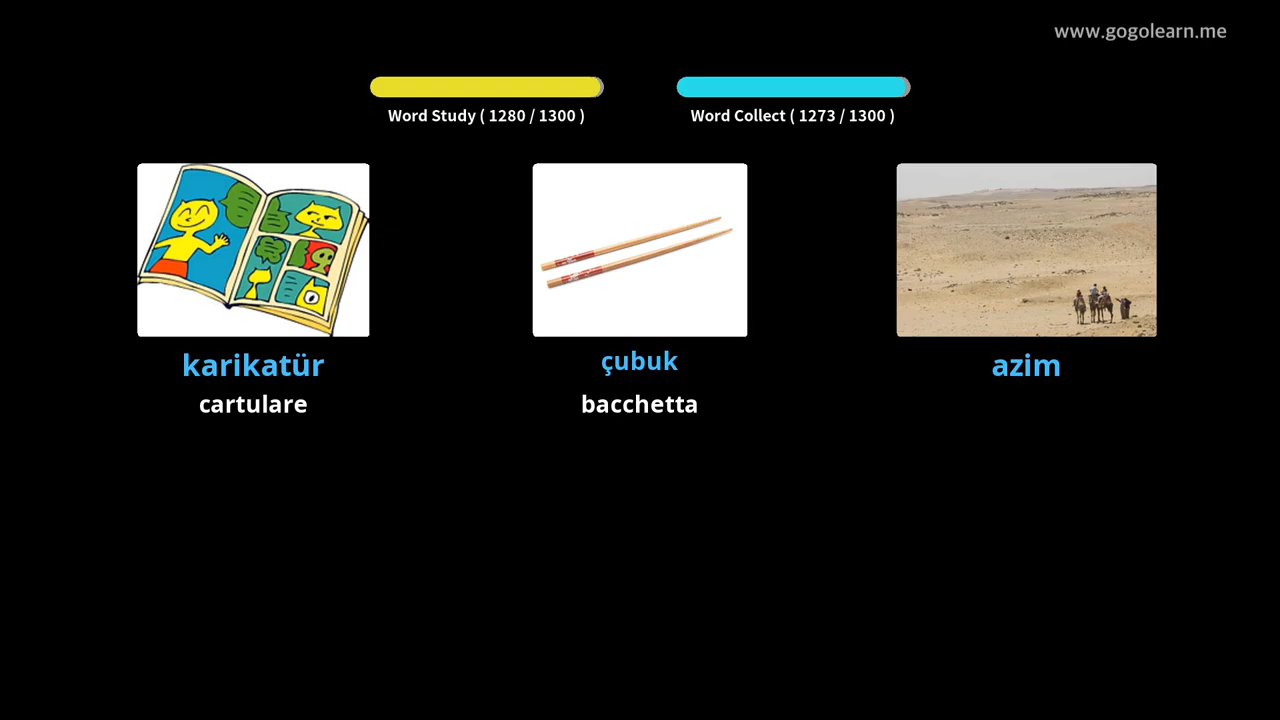 www.gogolearn.me
Word Study ( 1280 / 1300 )
Word Collect ( 1273 / 1300 )
karikatür
çubuk
azim
cartulare
bacchetta